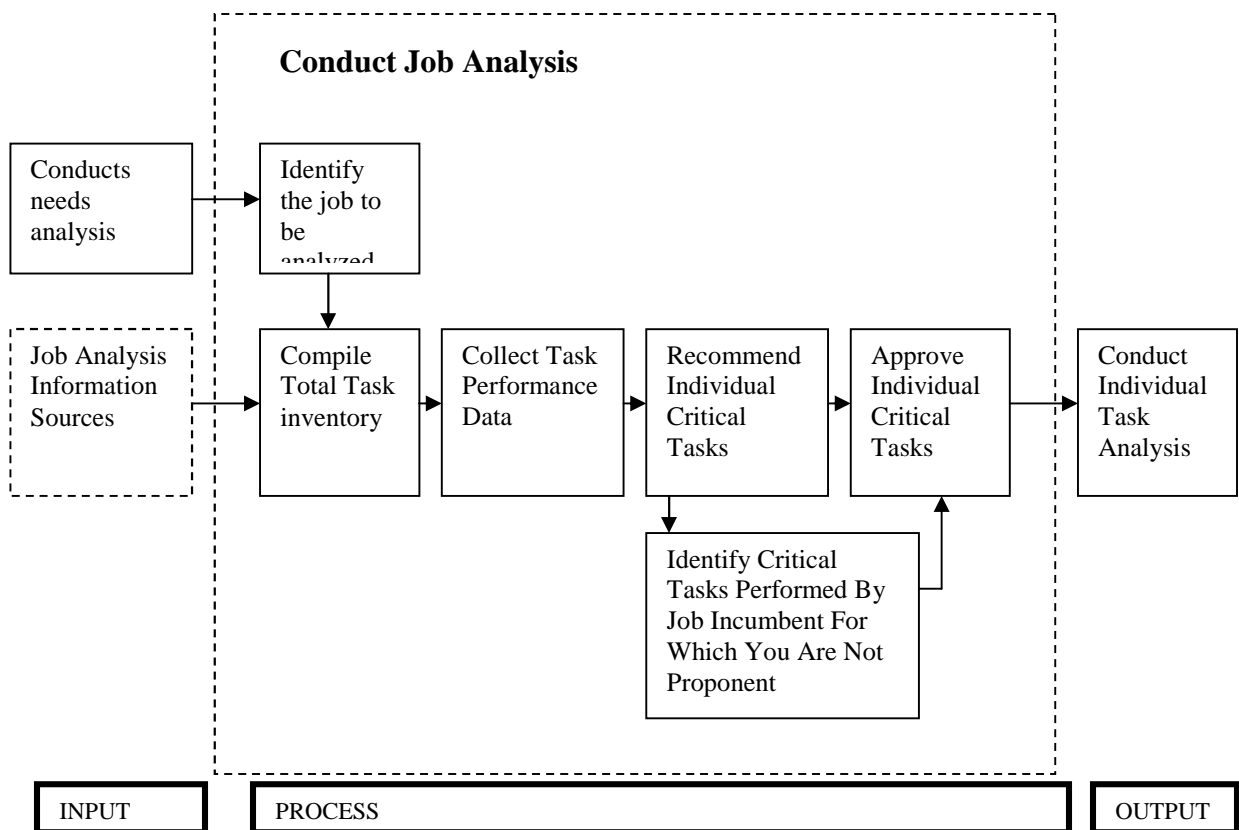 Conduct Job Analysis
Conducts
needs
analysis
Identify
the job to
be
analyzed
Job Analysis
Information
Sources
Compile
Total Task
inventory
Collect Task
Performance
Data
Recommend
Individual
Critical
Tasks
Approve
Individual
Critical
Tasks
Conduct
Individual
Task
Analysis
Identify Critical
Tasks Performed By
Job Incumbent For
Which You Are Not
Proponent
INPUT
PROCESS
OUTPUT